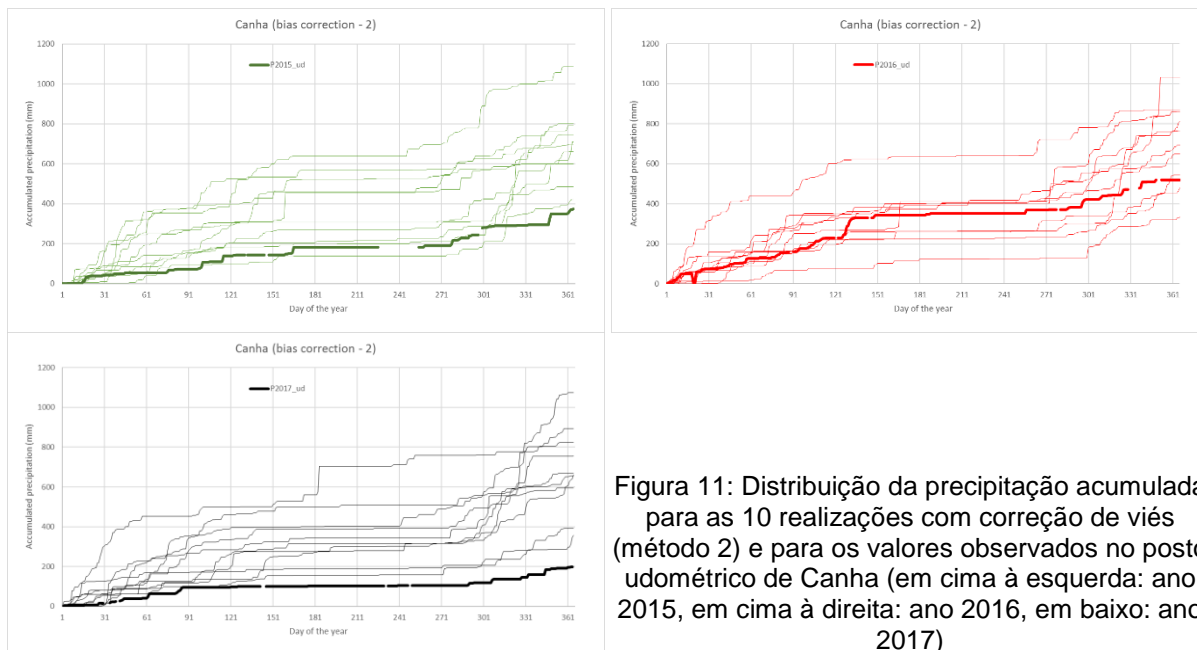 Canha (bias correction - 2)
P2015_ud
Accumulated precipitation (mm)
1200
1000
800
600
400
200
0
1 31 61 91 121 151 181 211 241 271 301 331 361
Day of the year
Canha (bias correction - 2)
P2016_ud
Accumulated precipitation (mm)
1200
1000
800
600
400
200
0
1 31 61 91 121 151 181 211 241 271 301 331 361
Day of the year
Canha (bias correction - 2)
P2017_ud
Accumulated precipitation (mm)
1200
1000
800
600
400
200
0
1 31 61 91 121 151 181 211 241 271 301 331 361
Day of the year
Figura 11: Distribuição da precipitação acumulada
para as 10 realizações com correção de viés
(método 2) e para os valores observados no posto
udométrico de Canha (em cima à esquerda: ano
2015, em cima à direita: ano 2016, em baixo: ano
2017)